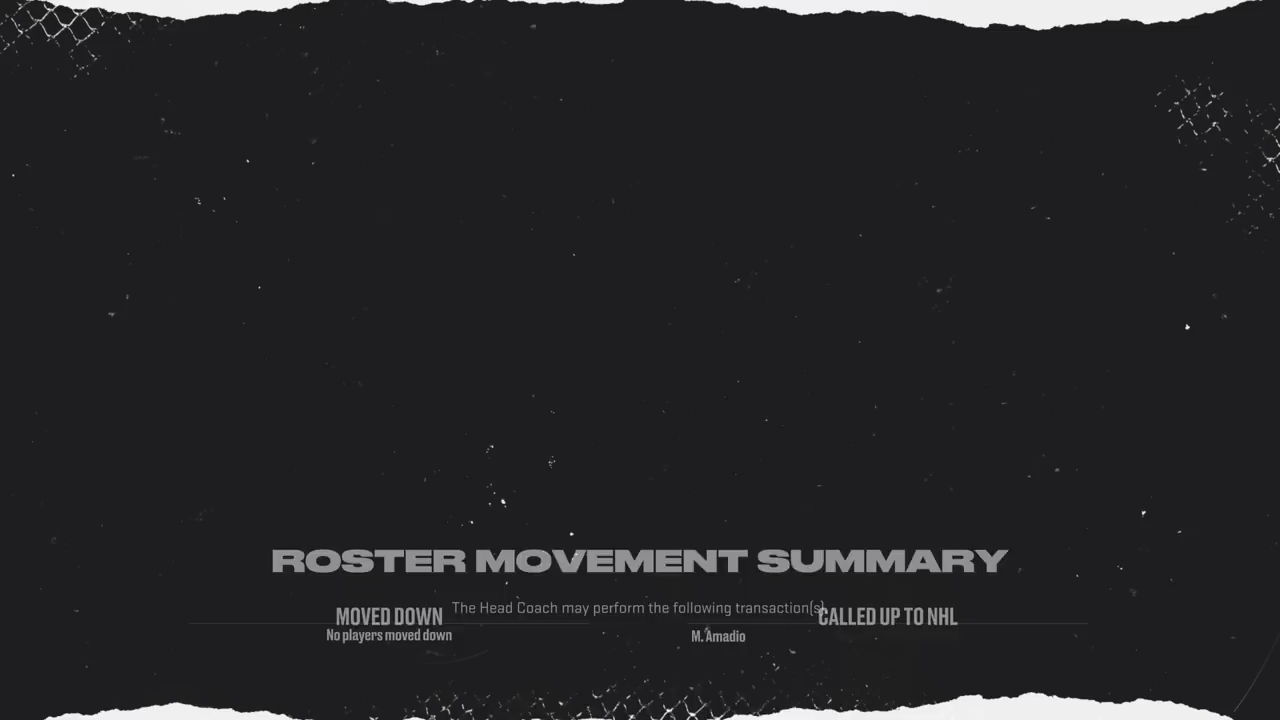 ROSTER MOVEMENT SUMMARY
The Head Coach may perform the following transaction(s)
MOVED DOWN
No players moved down
CALLED UP TO NHL
M. Amadio